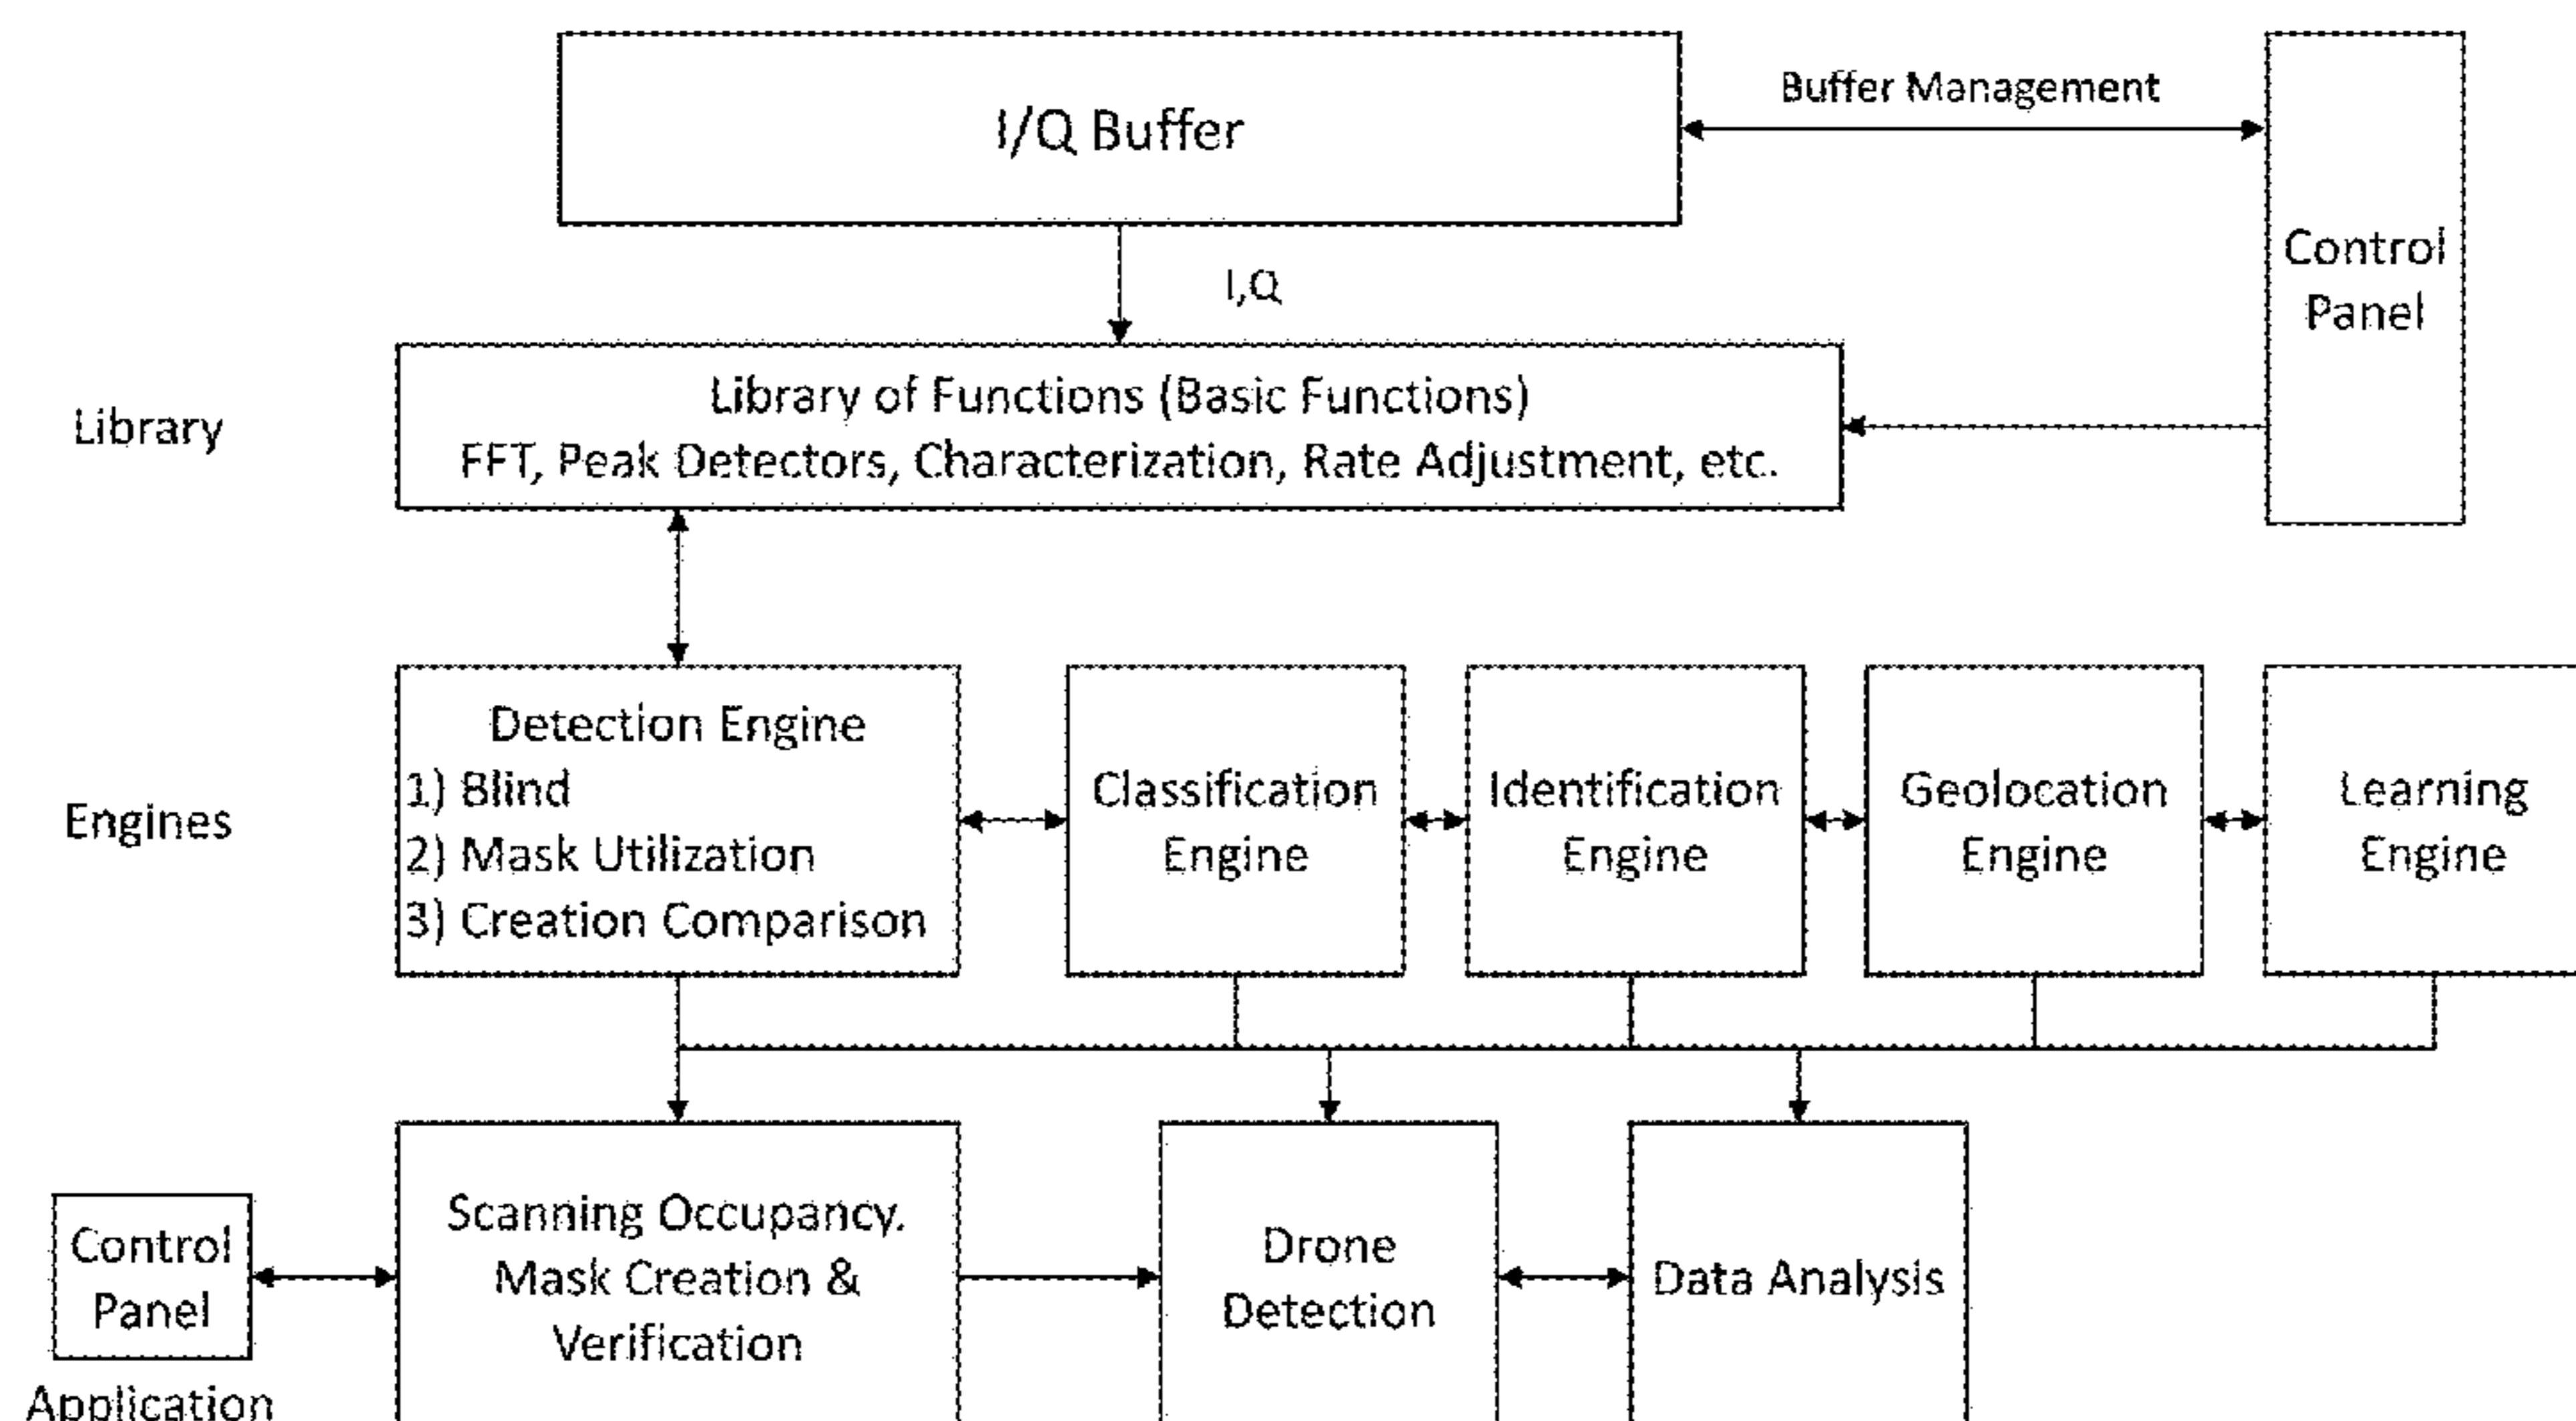 I/Q Buffer
Buffer Management
Control
Panel
I,Q
Library
Library of Functions (Basic Functions)
FFT, Peak Detectors, Characterization, Rate Adjustment, etc.
Engines
Detection Engine
1) Blind
2) Mask Utilization
3) Creation Comparison
Classification
Engine
Identification
Engine
Geolocation
Engine
Learning
Engine
Control
Panel
Application
Scanning Occupancy.
Mask Creation &
Verification
Drone
Detection
Data Analysis